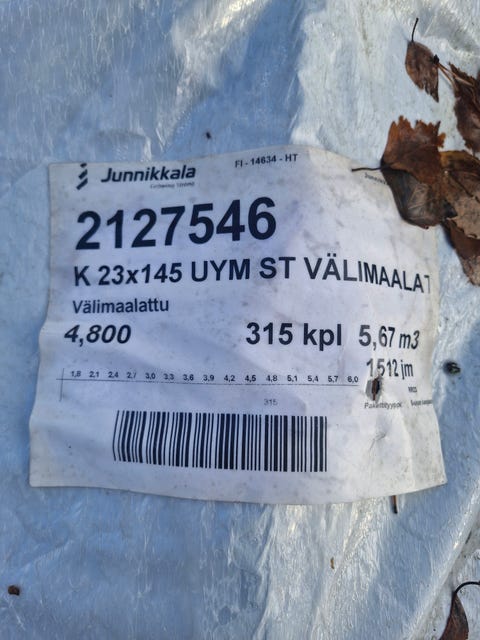 Junnikkala
FI - 14634 - HT
2127546
K 23x145 UYM ST VÄLIMAALAT
Välimaalattu
4,800
315 kpl 5,67 m3
1512 jm
1,8 2,1 2,4 2,7 3,0 3,3 3,6 3,9 4,2 4,5 4,8 5,1 5,4 5,7 6,0
315